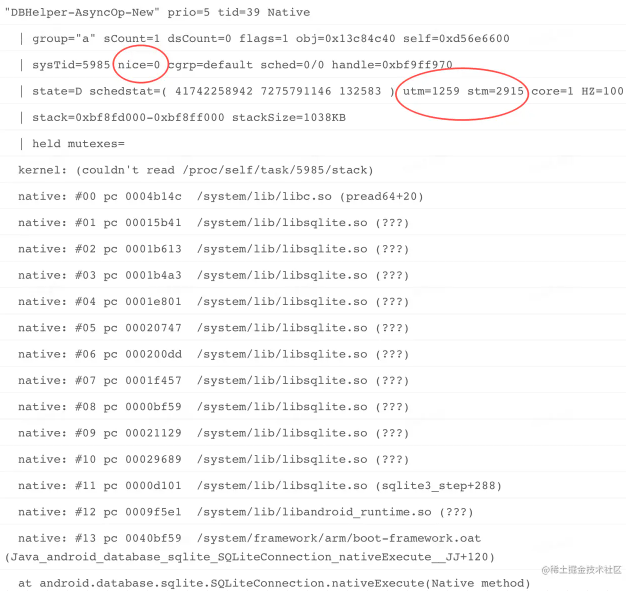 "DBHelper-AsyncOp-New" prio=5 tid=39 Native
| group="a" sCount=1 dsCount=0 flags=1 obj=0x13c84c40 self=0xd56e6600
| sysTid=5985 nice=0 cgrp=default sched=0/0 handle=0xbf9ff970
| state=D schedstat=( 41742258942 7275791146 132583 ) utm=1259 stm=2915 core=1 HZ=100
| stack=0xbf8fd000-0xbf8ff000 stackSize=1038KB
| held mutexes=
kernel: (couldn't read /proc/self/task/5985/stack)
native: #00 pc 0004b14c  /system/lib/libc.so (pread64+20)
native: #01 pc 00015b41  /system/lib/libsqlite.so (???)
native: #02 pc 0001b613  /system/lib/libsqlite.so (???)
native: #03 pc 0001b4a3  /system/lib/libsqlite.so (???)
native: #04 pc 0001e801  /system/lib/libsqlite.so (???)
native: #05 pc 00020747  /system/lib/libsqlite.so (???)
native: #06 pc 000200dd  /system/lib/libsqlite.so (???)
native: #07 pc 0001f457  /system/lib/libsqlite.so (???)
native: #08 pc 0000bf59  /system/lib/libsqlite.so (???)
native: #09 pc 00021129  /system/lib/libsqlite.so (???)
native: #10 pc 00029689  /system/lib/libsqlite.so (???)
native: #11 pc 0000d101  /system/lib/libsqlite.so (sqlite3_step+288)
native: #12 pc 0009f5el  /system/lib/libandroid_runtime.so (???)
native: #13 pc 0040bf59  /system/framework/arm/boot-framework.oat
(Java_android_database_sqlite_SQLiteConnection_nativeExecute__JJ+120)
at android.database.sqlite.SQLiteConnection.nativeExecute(Native method)
@稀土掘金技术社区